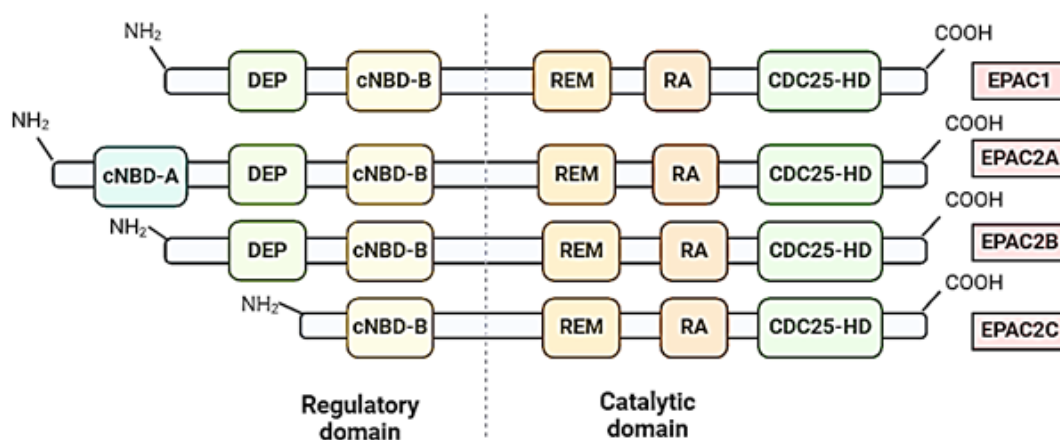 NH2 COOH
DEP cNBD-B REM RA CDC25-HD EPAC1
NH2 COOH
cNBD-A DEP cNBD-B REM RA CDC25-HD EPAC2A
NH2 COOH
DEP cNBD-B REM RA CDC25-HD EPAC2B
NH2 COOH
cNBD-B REM RA CDC25-HD EPAC2C
Regulatory Catalytic
domain domain